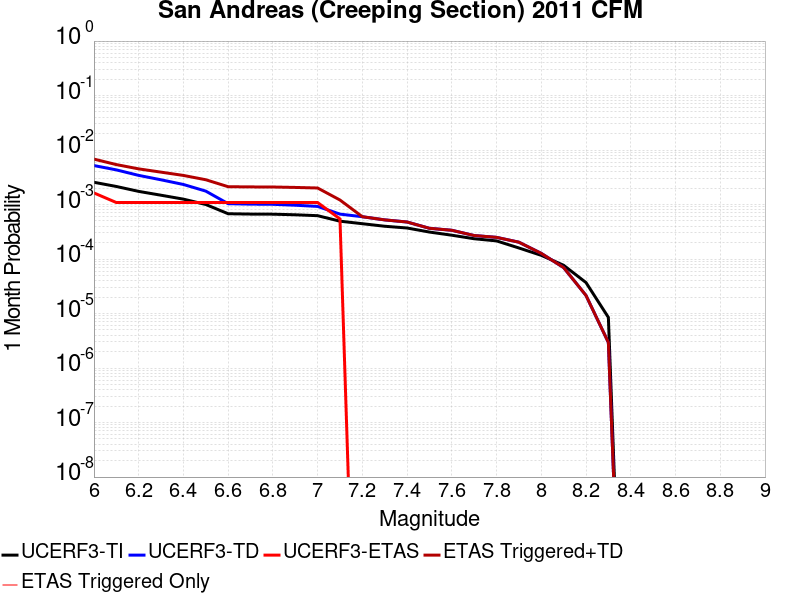 San Andreas (Creeping Section) 2011 CFM
1 Month Probability
10^0
10^-1
10^-2
10^-3
10^-4
10^-5
10^-6
10^-7
10^-8
6 6.2 6.4 6.6 6.8 7 7.2 7.4 7.6 7.8 8 8.2 8.4 8.6 8.8 9
Magnitude
UCERF3-TI UCERF3-TD UCERF3-ETAS ETAS Triggered+TD
ETAS Triggered Only